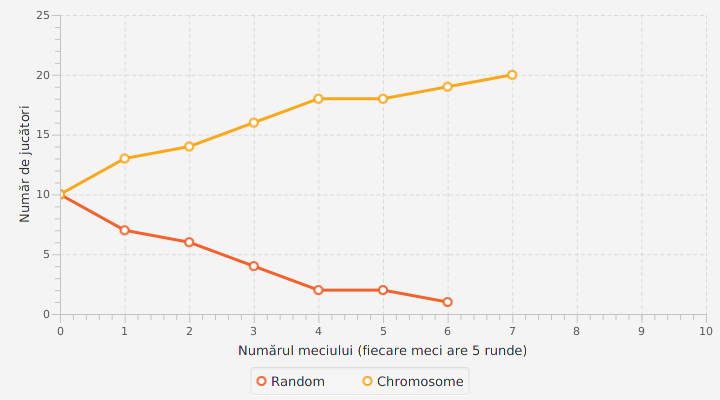 25
20
15
10
5
0
Număr de jucători
0 1 2 3 4 5 6 7 8 9 10
Numărul meciului (fiecare meci are 5 runde)
Random Chromosome